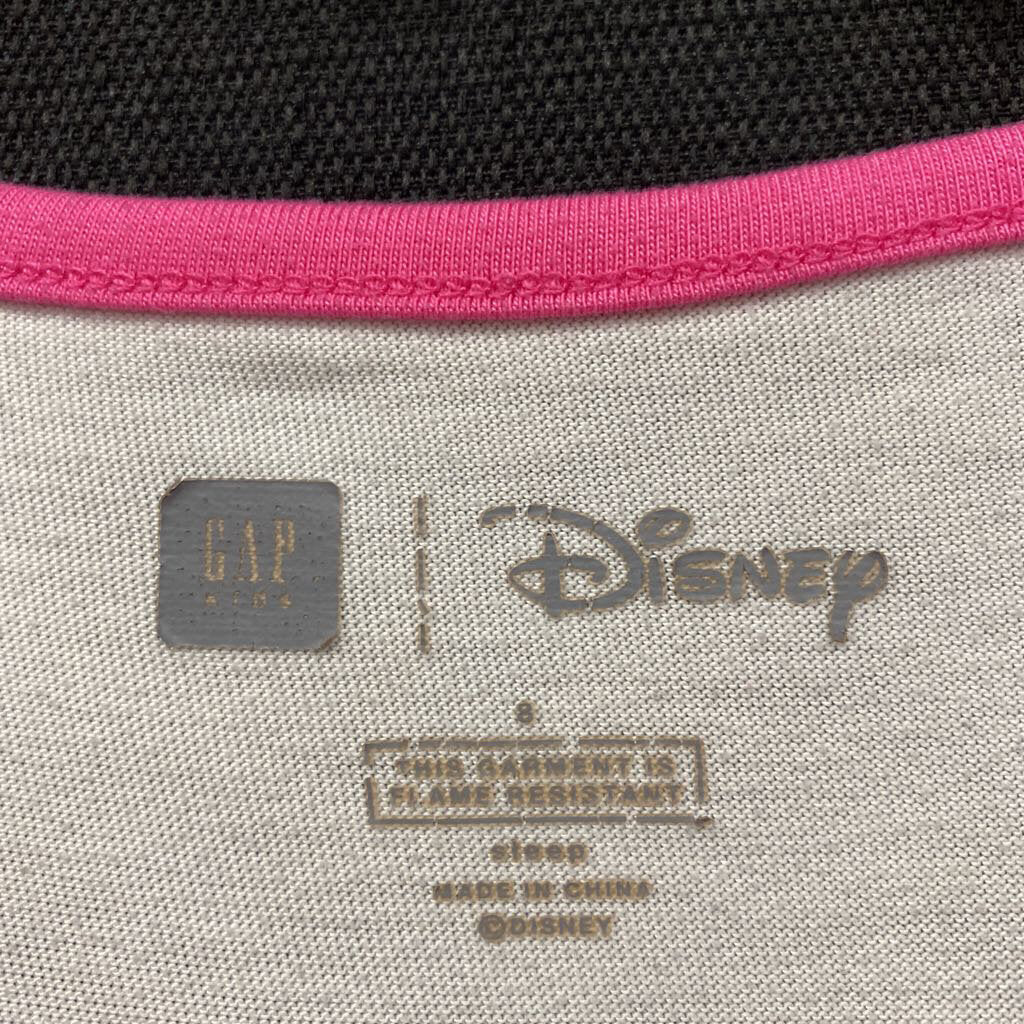 GAP
KIDS
Disney
8
THIS GARMENT IS
FLAME RESISTANT
sleep
MADE IN CHINA
©DISNEY